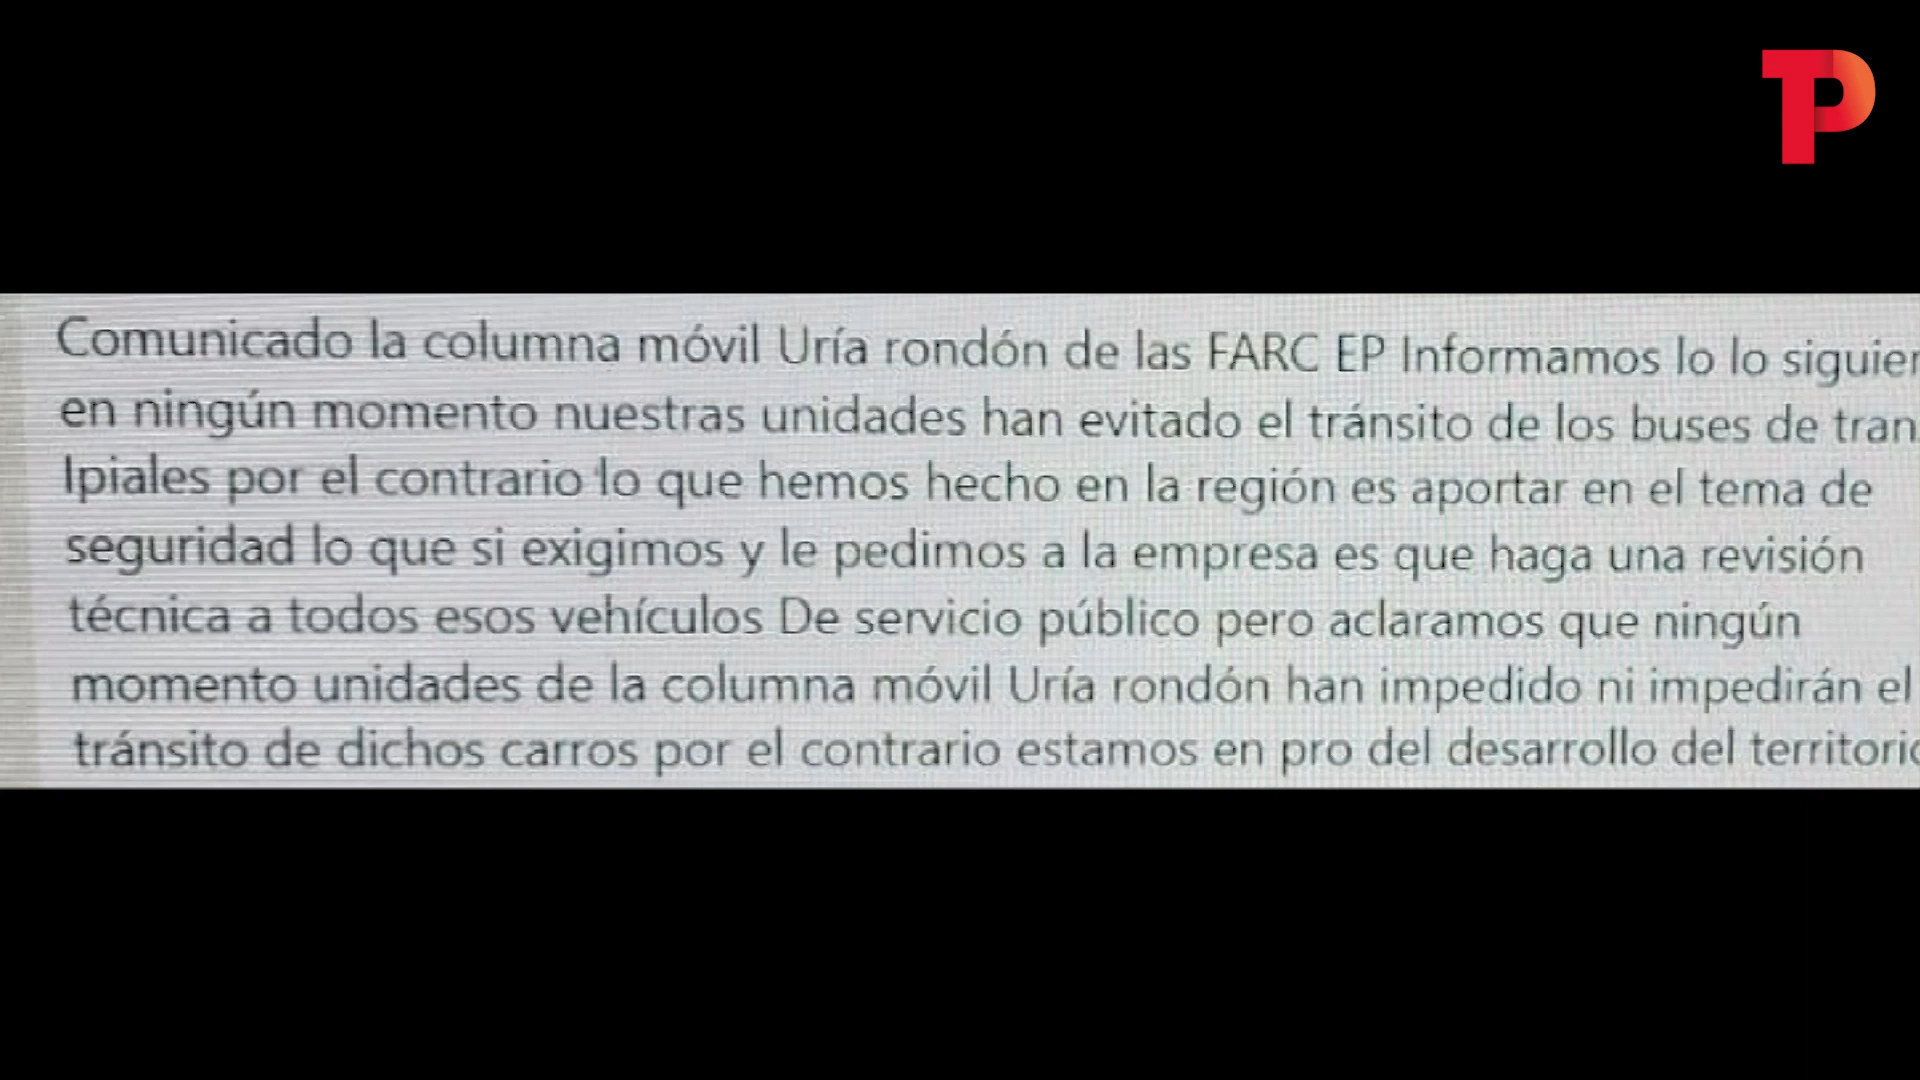 TP
Comunicado la columna móvil Uría rondón de las FARC EP Informamos lo lo siguien
en ningún momento nuestras unidades han evitado el tránsito de los buses de tran
Ipiales por el contrario lo que hemos hecho en la región es aportar en el tema de
seguridad lo que si exigimos y le pedimos a la empresa es que haga una revisión
técnica a todos esos vehículos De servicio público pero aclaramos que ningún
momento unidades de la columna móvil Uría rondón han impedido ni impedirán el
tránsito de dichos carros por el contrario estamos en pro del desarrollo del territorio